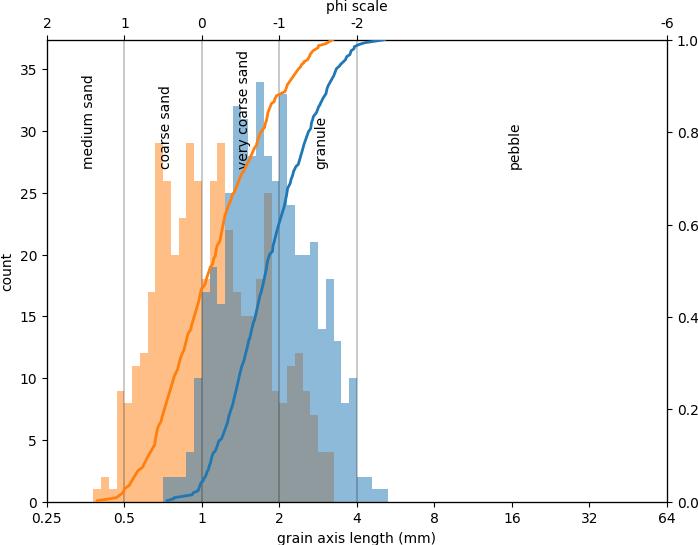 phi scale
2 1 0 -1 -2 -6
35 30 25 20 15 10 5 0
count
medium sand
coarse sand
very coarse sand
granule
pebble
1.0 0.8 0.6 0.4 0.2 0.0
0.25 0.5 1 2 4 8 16 32 64
grain axis length (mm)